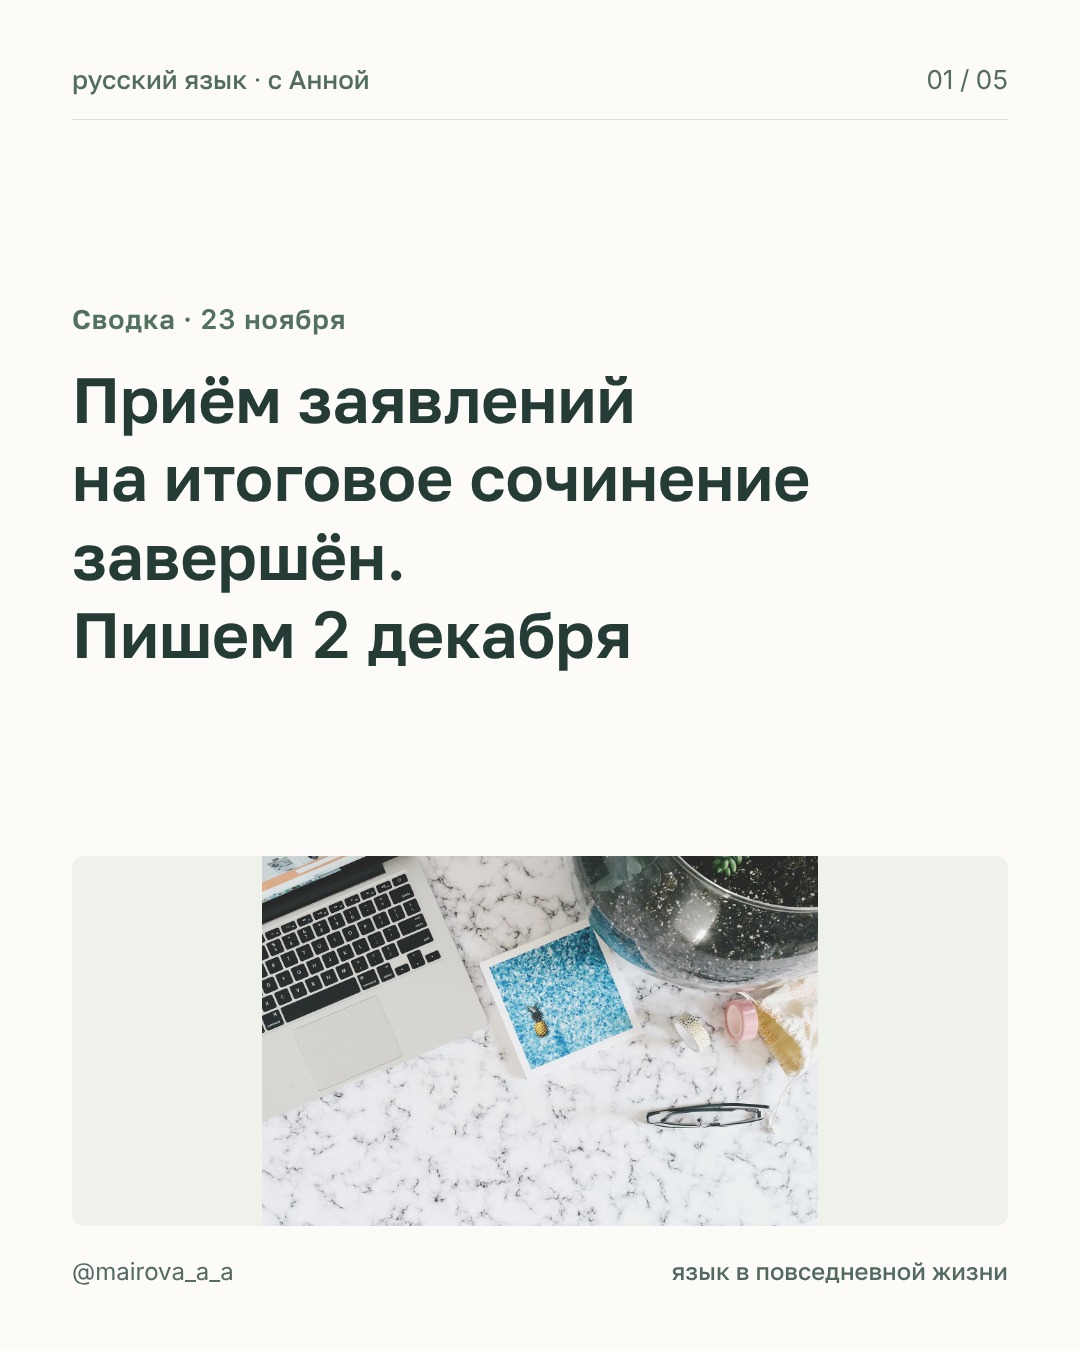 русский язык · с Анной
01 / 05
Сводка · 23 ноября
Приём заявлений
на итоговое сочинение
завершён.
Пишем 2 декабря
@mairova_a_a
язык в повседневной жизни